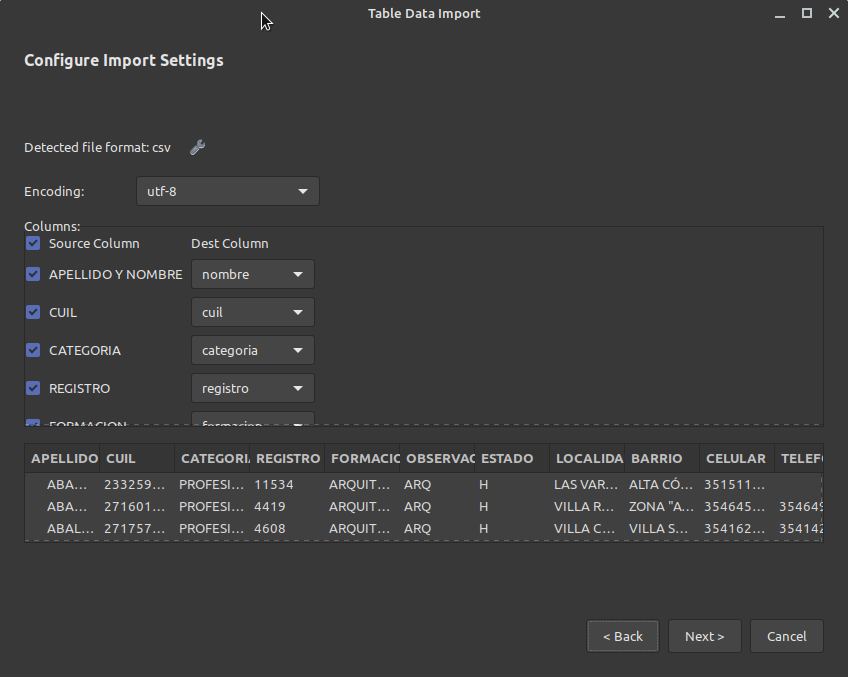 Table Data Import
Configure Import Settings
Detected file format: csv
Encoding: utf-8
Columns:
Source Column Dest Column
APELLIDO Y NOMBRE nombre
CUIL cuil
CATEGORIA categoria
REGISTRO registro
FORMACION formacion
APELLIDO CUIL CATEGORI REGISTRO FORMACIC OBSERVAC ESTADO LOCALIDA BARRIO CELULAR TELEF
ABA... 233259... PROFESI... 11534 ARQUIT... ARQ H LAS VAR... ALTA CÓ... 351511...
ABA... 271601... PROFESI... 4419 ARQUIT... ARQ H VILLA R... ZONA "A... 354645... 354649
ABAL... 271757... PROFESI... 4608 ARQUIT... ARQ H VILLA C... VILLA S... 354162... 354142
< Back Next > Cancel